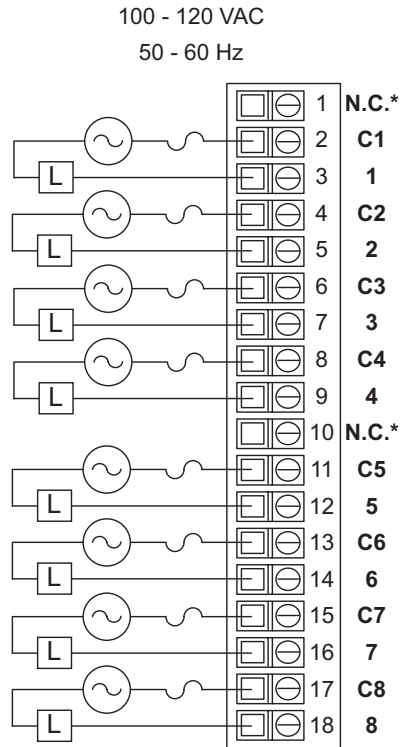 100 - 120 VAC
50 - 60 Hz
1 N.C.*
2 C1
L 3 1
4 C2
L 5 2
6 C3
L 7 3
8 C4
L 9 4
10 N.C.*
11 C5
L 12 5
13 C6
L 14 6
15 C7
L 16 7
17 C8
L 18 8